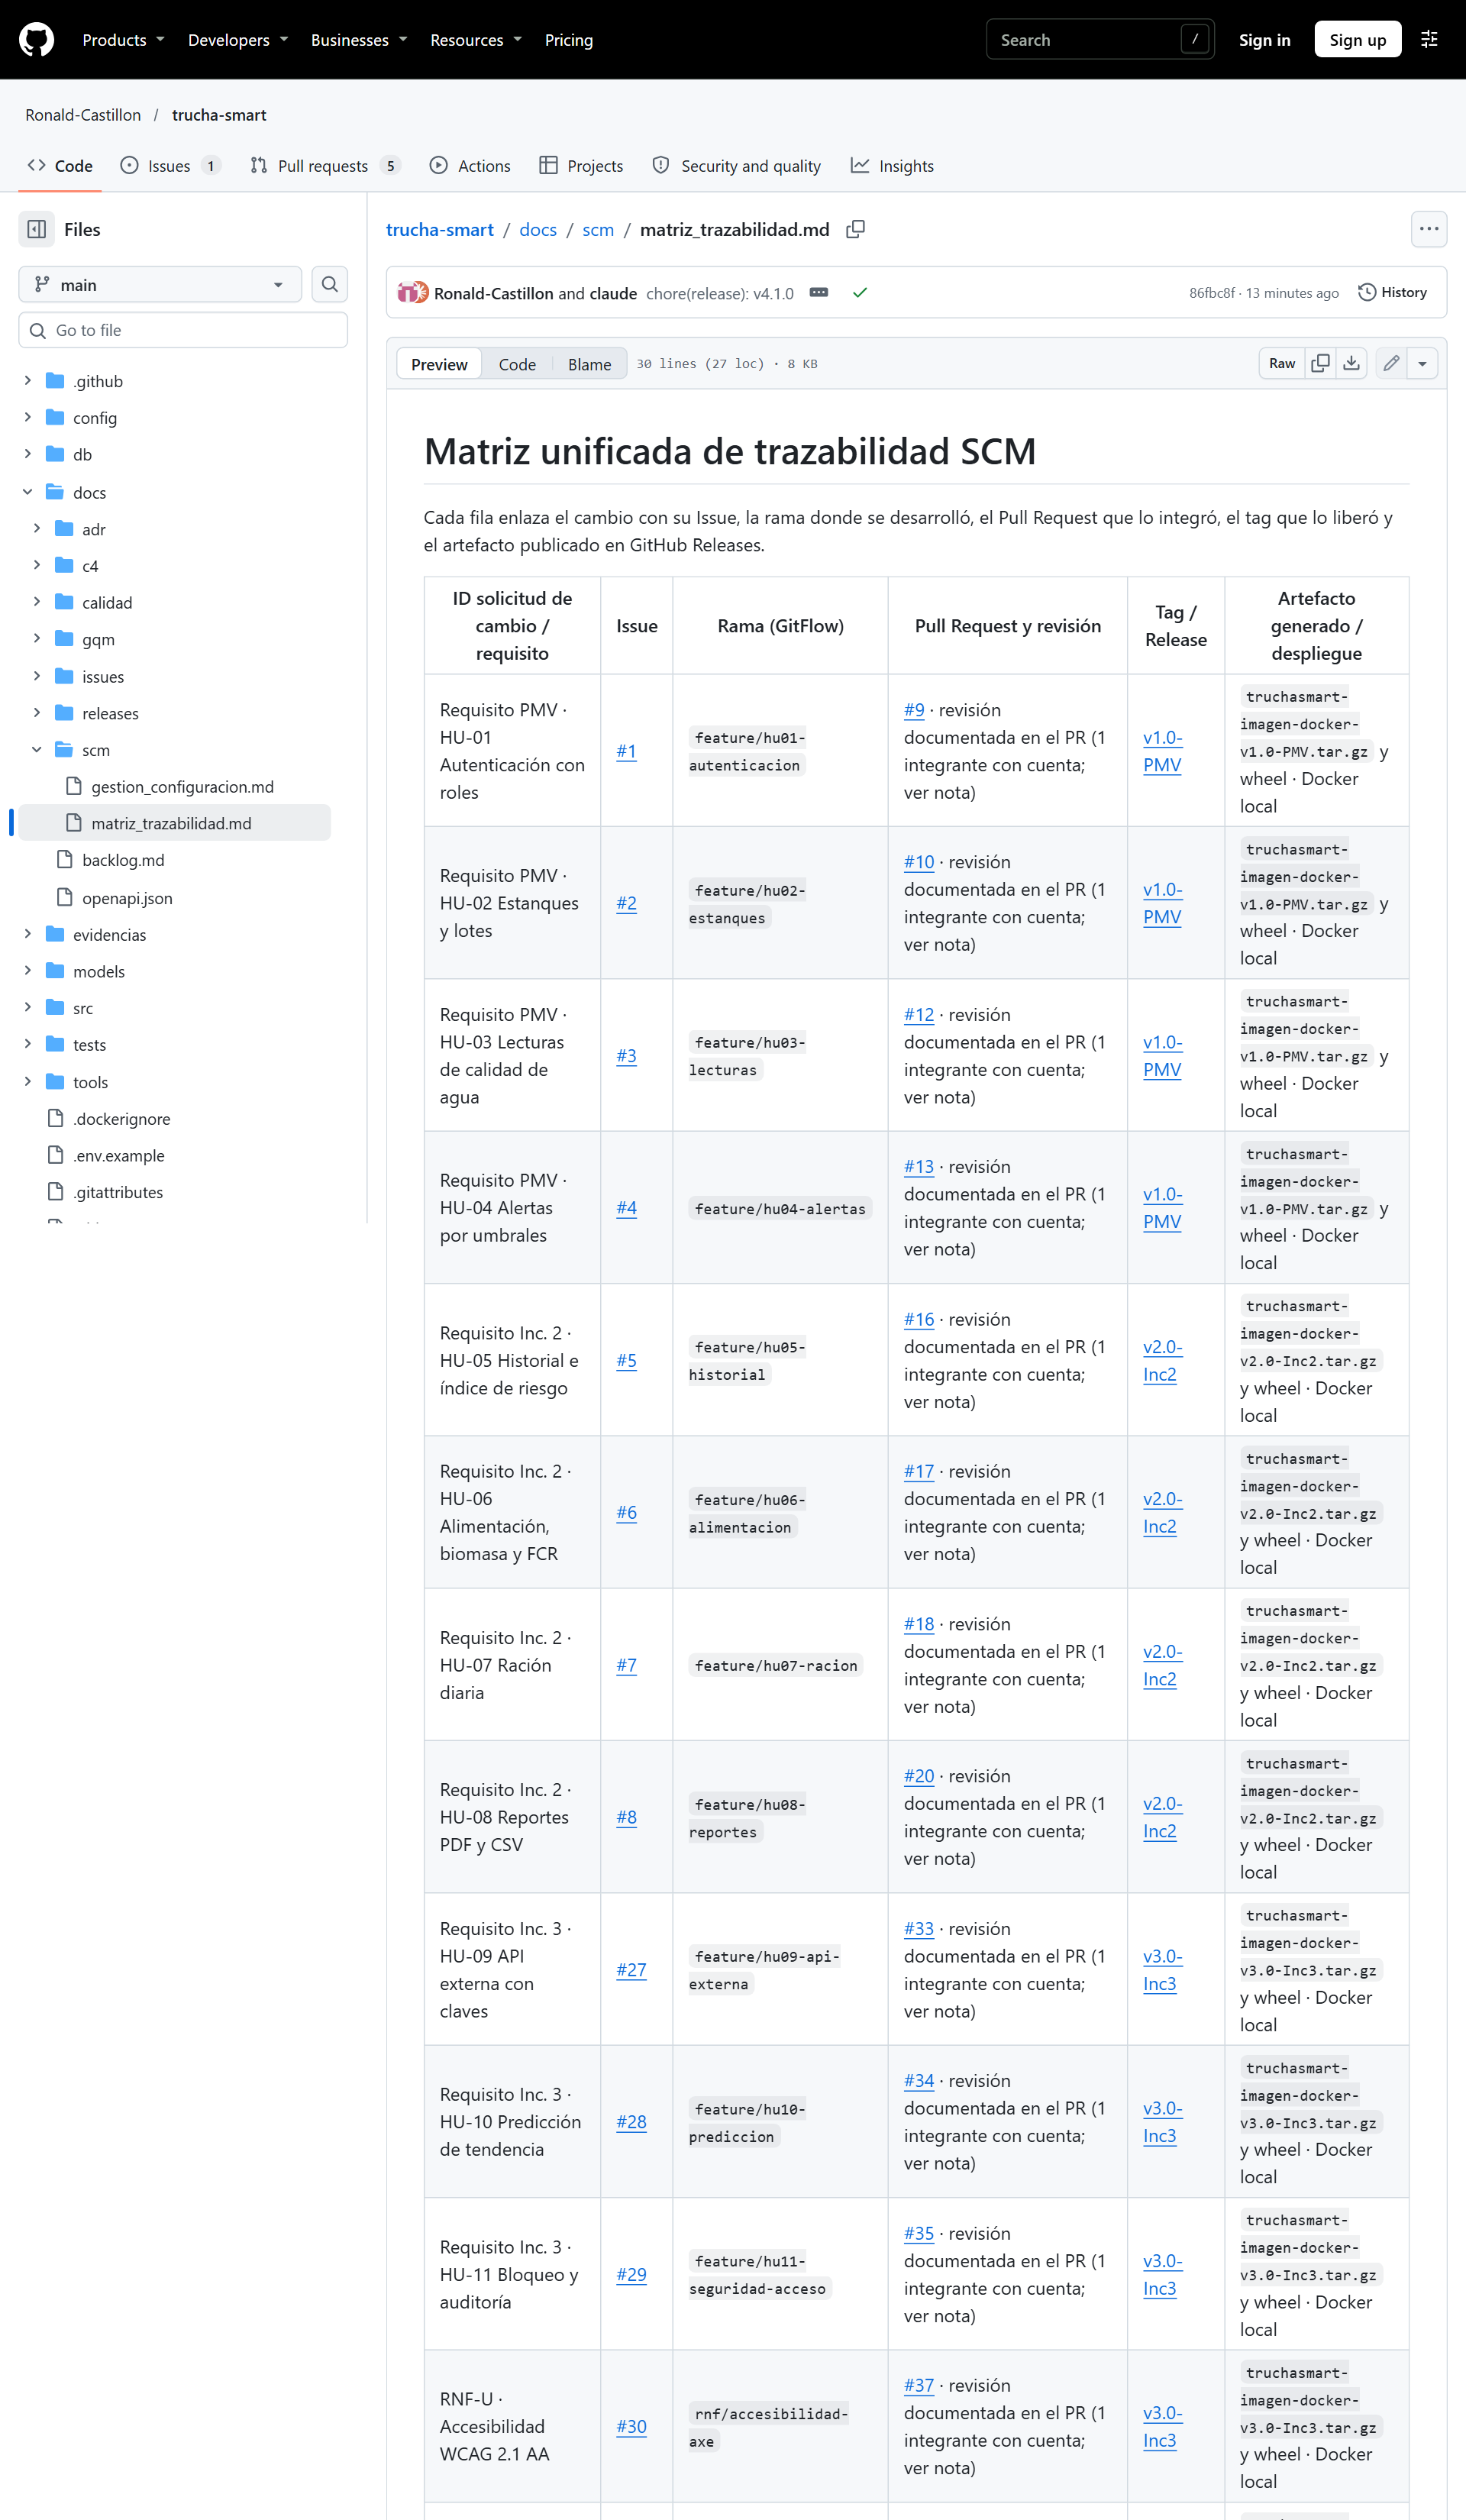 Products
Developers
Businesses
Resources
Pricing
Search
/
Sign in
Sign up
Ronald-Castillon / trucha-smart
Code
Issues 1
Pull requests 5
Actions
Projects
Security and quality
Insights
Files
main
Go to file
.github
config
db
docs
adr
c4
calidad
gqm
issues
releases
scm
gestion_configuracion.md
matriz_trazabilidad.md
backlog.md
openapi.json
evidencias
models
src
tests
tools
.dockerignore
.env.example
.gitattributes
trucha-smart / docs / scm / matriz_trazabilidad.md
Ronald-Castillon and claude chore(release): v4.1.0
86fbc8f · 13 minutes ago
History
Preview
Code
Blame
30 lines (27 loc) · 8 KB
Raw
Matriz unificada de trazabilidad SCM
Cada fila enlaza el cambio con su Issue, la rama donde se desarrolló, el Pull Request que lo integró, el tag que lo liberó y
el artefacto publicado en GitHub Releases.
ID solicitud de
cambio /
requisito
Issue
Rama (GitFlow)
Pull Request y revisión
Tag /
Release
Artefacto
generado /
despliegue
Requisito PMV ·
HU-01
Autenticación con
roles
#1
feature/hu01-
autenticacion
#9 · revisión
documentada en el PR (1
integrante con cuenta;
ver nota)
v1.0-
PMV
truchasmart-
imagen-docker-
v1.0-PMV.tar.gz y
wheel · Docker
local
Requisito PMV ·
HU-02 Estanques
y lotes
#2
feature/hu02-
estanques
#10 · revisión
documentada en el PR (1
integrante con cuenta;
ver nota)
v1.0-
PMV
truchasmart-
imagen-docker-
v1.0-PMV.tar.gz y
wheel · Docker
local
Requisito PMV ·
HU-03 Lecturas
de calidad de
agua
#3
feature/hu03-
lecturas
#12 · revisión
documentada en el PR (1
integrante con cuenta;
ver nota)
v1.0-
PMV
truchasmart-
imagen-docker-
v1.0-PMV.tar.gz y
wheel · Docker
local
Requisito PMV ·
HU-04 Alertas
por umbrales
#4
feature/hu04-alertas
#13 · revisión
documentada en el PR (1
integrante con cuenta;
ver nota)
v1.0-
PMV
truchasmart-
imagen-docker-
v1.0-PMV.tar.gz y
wheel · Docker
local
Requisito Inc. 2 ·
HU-05 Historial e
índice de riesgo
#5
feature/hu05-
historial
#16 · revisión
documentada en el PR (1
integrante con cuenta;
ver nota)
v2.0-
Inc2
truchasmart-
imagen-docker-
v2.0-Inc2.tar.gz
y wheel · Docker
local
Requisito Inc. 2 ·
HU-06
Alimentación,
biomasa y FCR
#6
feature/hu06-
alimentacion
#17 · revisión
documentada en el PR (1
integrante con cuenta;
ver nota)
v2.0-
Inc2
truchasmart-
imagen-docker-
v2.0-Inc2.tar.gz
y wheel · Docker
local
Requisito Inc. 2 ·
HU-07 Ración
diaria
#7
feature/hu07-racion
#18 · revisión
documentada en el PR (1
integrante con cuenta;
ver nota)
v2.0-
Inc2
truchasmart-
imagen-docker-
v2.0-Inc2.tar.gz
y wheel · Docker
local
Requisito Inc. 2 ·
HU-08 Reportes
PDF y CSV
#8
feature/hu08-
reportes
#20 · revisión
documentada en el PR (1
integrante con cuenta;
ver nota)
v2.0-
Inc2
truchasmart-
imagen-docker-
v2.0-Inc2.tar.gz
y wheel · Docker
local
Requisito Inc. 3 ·
HU-09 API
externa con
claves
#27
feature/hu09-api-
externa
#33 · revisión
documentada en el PR (1
integrante con cuenta;
ver nota)
v3.0-
Inc3
truchasmart-
imagen-docker-
v3.0-Inc3.tar.gz
y wheel · Docker
local
Requisito Inc. 3 ·
HU-10 Predicción
de tendencia
#28
feature/hu10-
prediccion
#34 · revisión
documentada en el PR (1
integrante con cuenta;
ver nota)
v3.0-
Inc3
truchasmart-
imagen-docker-
v3.0-Inc3.tar.gz
y wheel · Docker
local
Requisito Inc. 3 ·
HU-11 Bloqueo y
auditoría
#29
feature/hu11-
seguridad-acceso
#35 · revisión
documentada en el PR (1
integrante con cuenta;
ver nota)
v3.0-
Inc3
truchasmart-
imagen-docker-
v3.0-Inc3.tar.gz
y wheel · Docker
local
RNF-U ·
Accesibilidad
WCAG 2.1 AA
#30
rnf/accesibilidad-
axe
#37 · revisión
documentada en el PR (1
integrante con cuenta;
ver nota)
v3.0-
Inc3
truchasmart-
imagen-docker-
v3.0-Inc3.tar.gz
y wheel · Docker
local